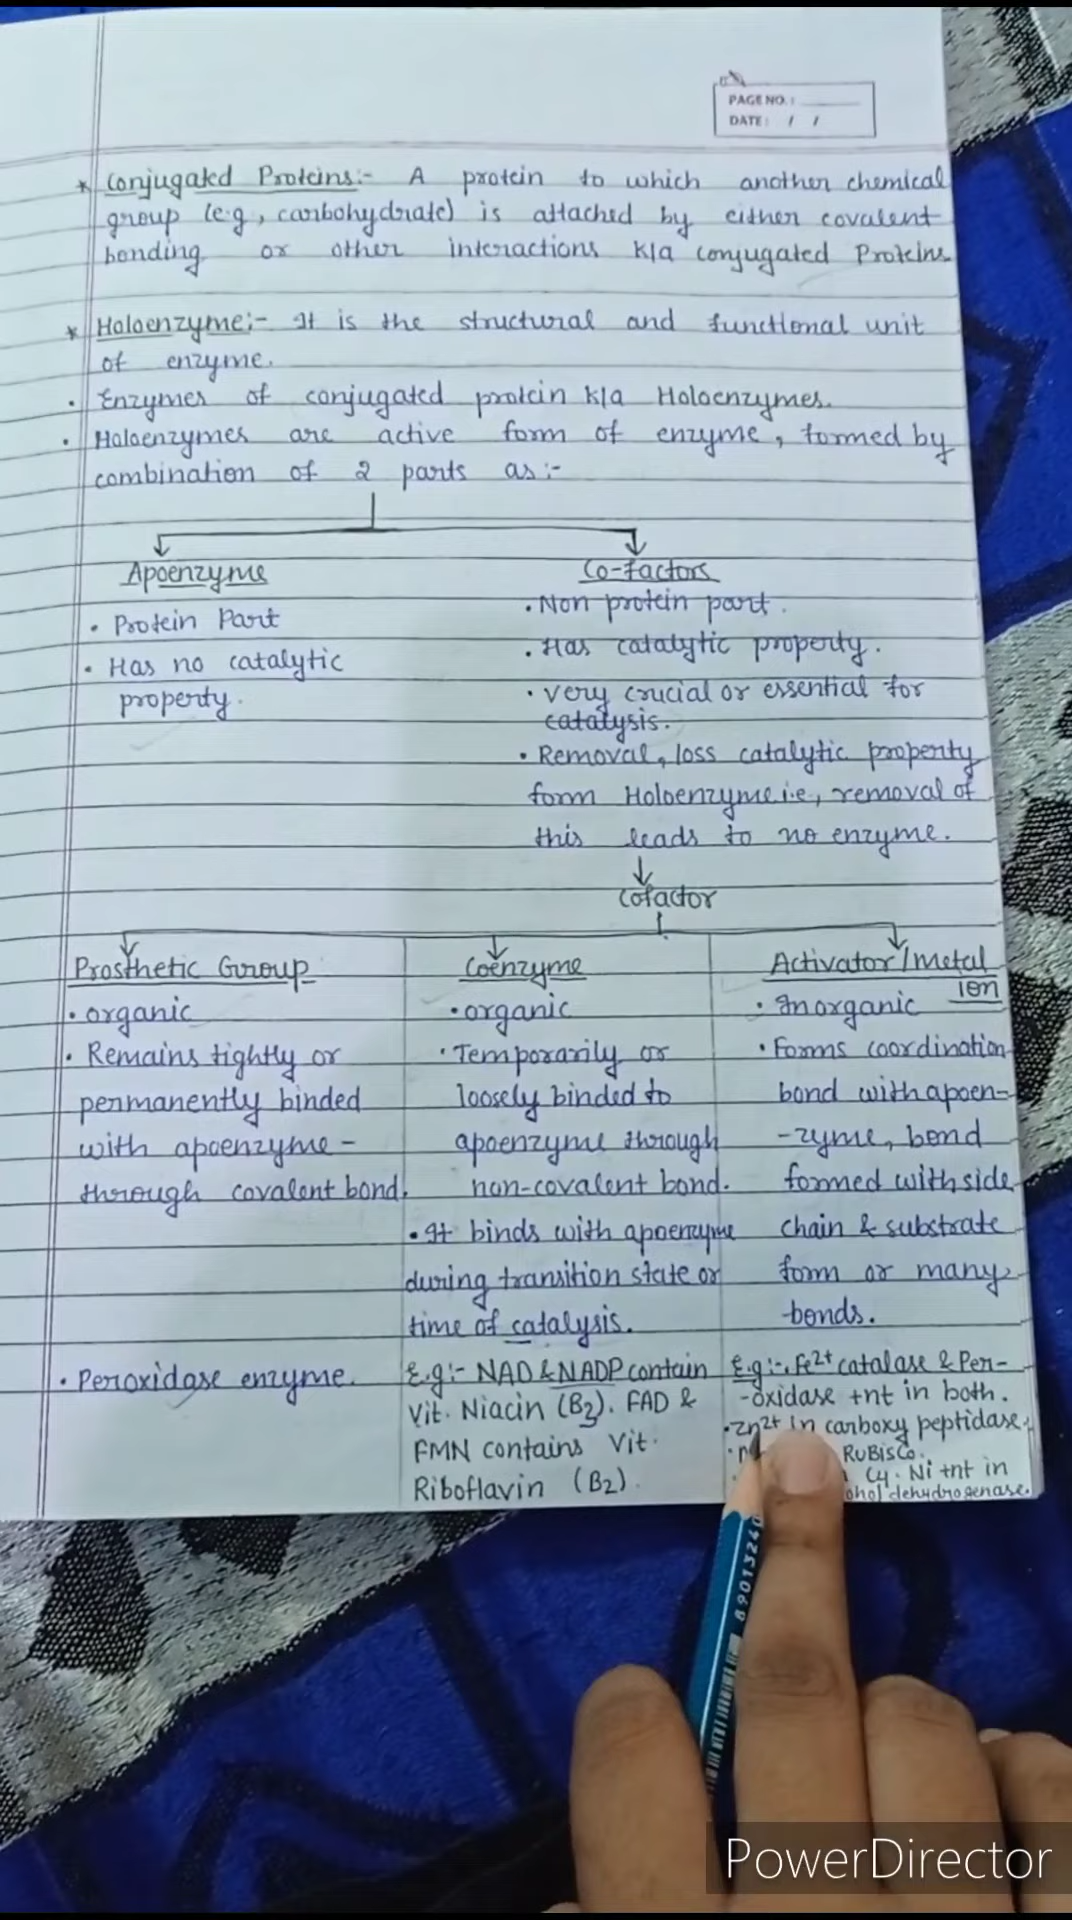 PAGE NO. :
DATE : / /
* Conjugated Proteins:- A protein to which another chemical
group (e.g, carbohydrate) is attached by either covalent
bonding or other interactions K/a conjugated Proteins.
* Holoenzyme:- It is the structural and functional unit
of enzyme.
• Enzymes of conjugated protein k/a Holoenzymes.
• Holoenzymes are active form of enzyme, formed by
combination of 2 parts as:-
Apoenzyme
• Protein Part
• Has no catalytic
property.
Co-factors
• Non protein part.
• Has catalytic property.
• very crucial or essential for
catalysis.
• Removal, loss catalytic property
form Holoenzyme i.e, removal of
this leads to no enzyme.
Cofactor
Prosthetic Group
• organic
• Remains tightly or
permanently binded
with apoenzyme -
through covalent bond.
• Peroxidase enzyme.
Coenzyme
• organic
• Temporarily or
loosely binded to
apoenzyme through
non-covalent bond.
• It binds with apoenzyme
during transition state or
time of catalysis.
E.g:- NAD & NADP contain
Vit. Niacin (B3). FAD &
FMN contains Vit.
Riboflavin (B2).
Activator/Metal
ion
• Inorganic
• Forms coordination
bond with apoen-
-zyme, bond
formed with side
chain & substrate
form or many
bonds.
E.g:-. Fe2+ catalase & Per-
-oxidase +nt in both.
• Zn2+ in carboxy peptidase.
RUBISCO.
C4. Ni +nt in
ohol dehydrogenase.
8901324
PowerDirector